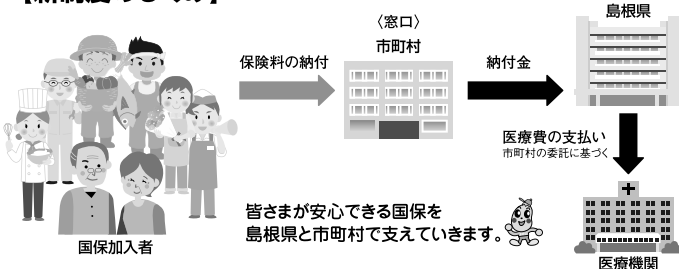 〈窓口〉
市町村
島根県
保険料の納付
納付金
医療費の支払い
市町村の委託に基づく
皆さまが安心できる国保を
島根県と市町村で支えていきます。
国保加入者
医療機関